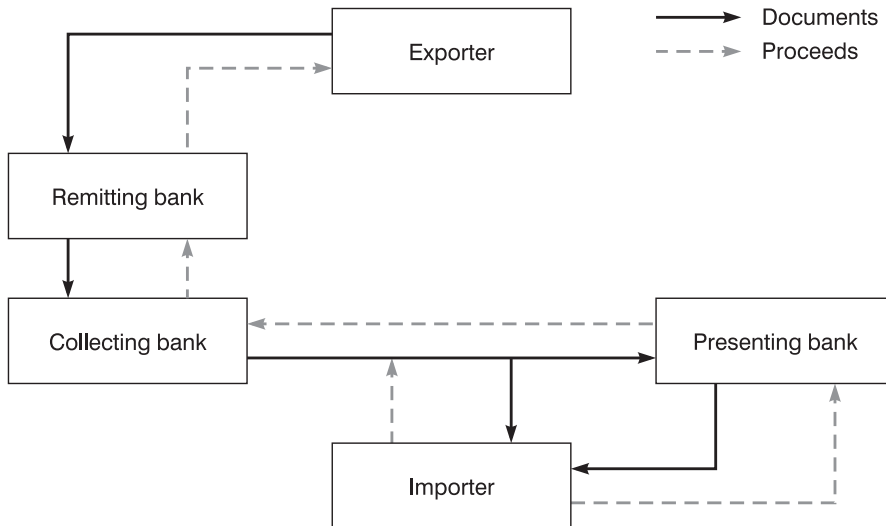 Documents
Exporter
Proceeds
Remitting bank
Collecting bank
Presenting bank
Importer